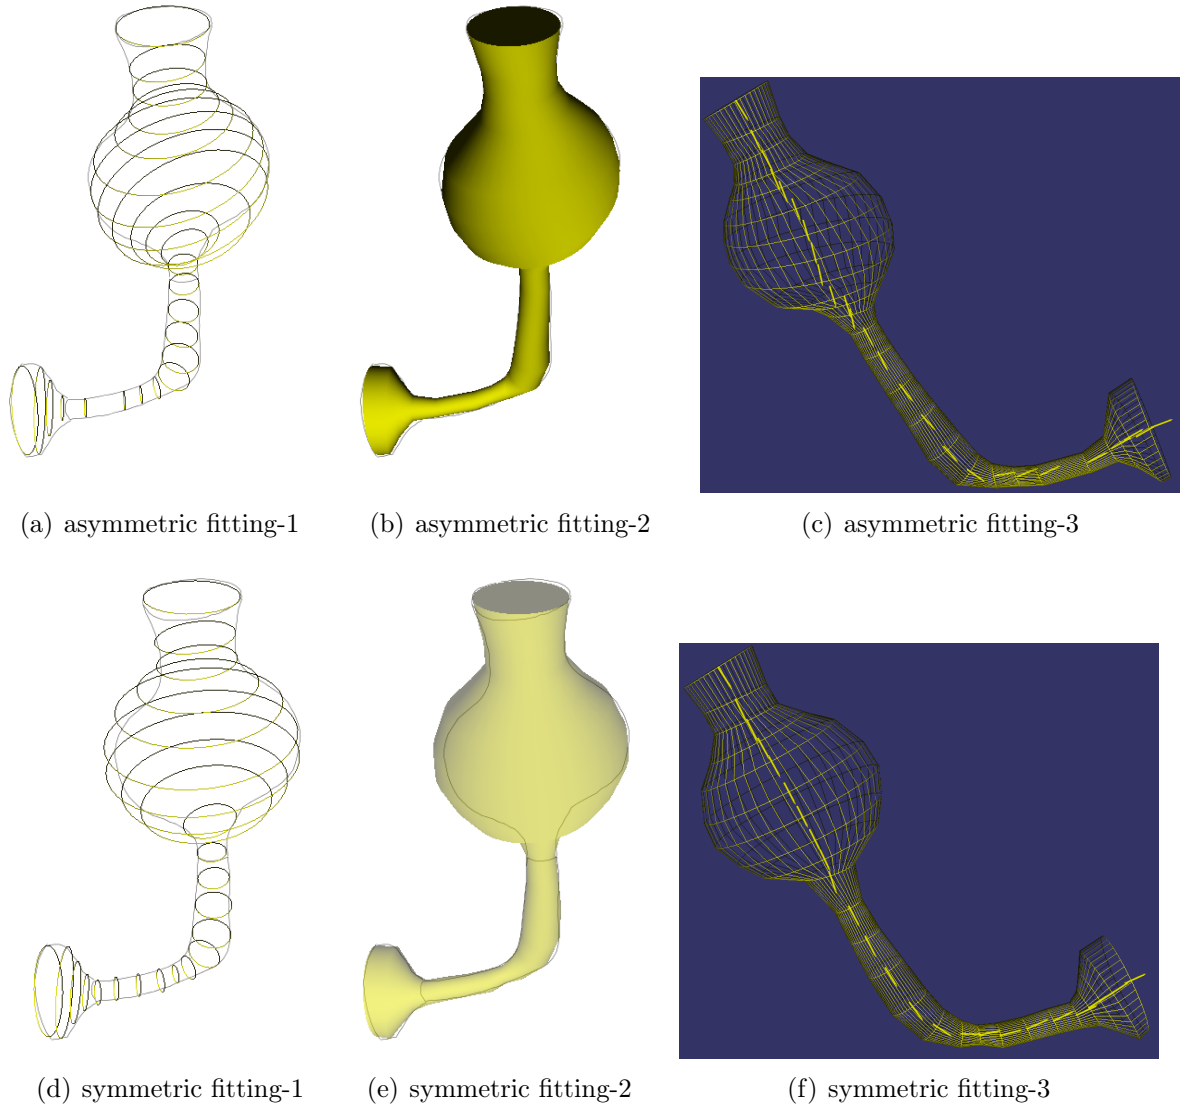 (a) asymmetric fitting-1
(b) asymmetric fitting-2
(c) asymmetric fitting-3
(d) symmetric fitting-1
(e) symmetric fitting-2
(f) symmetric fitting-3